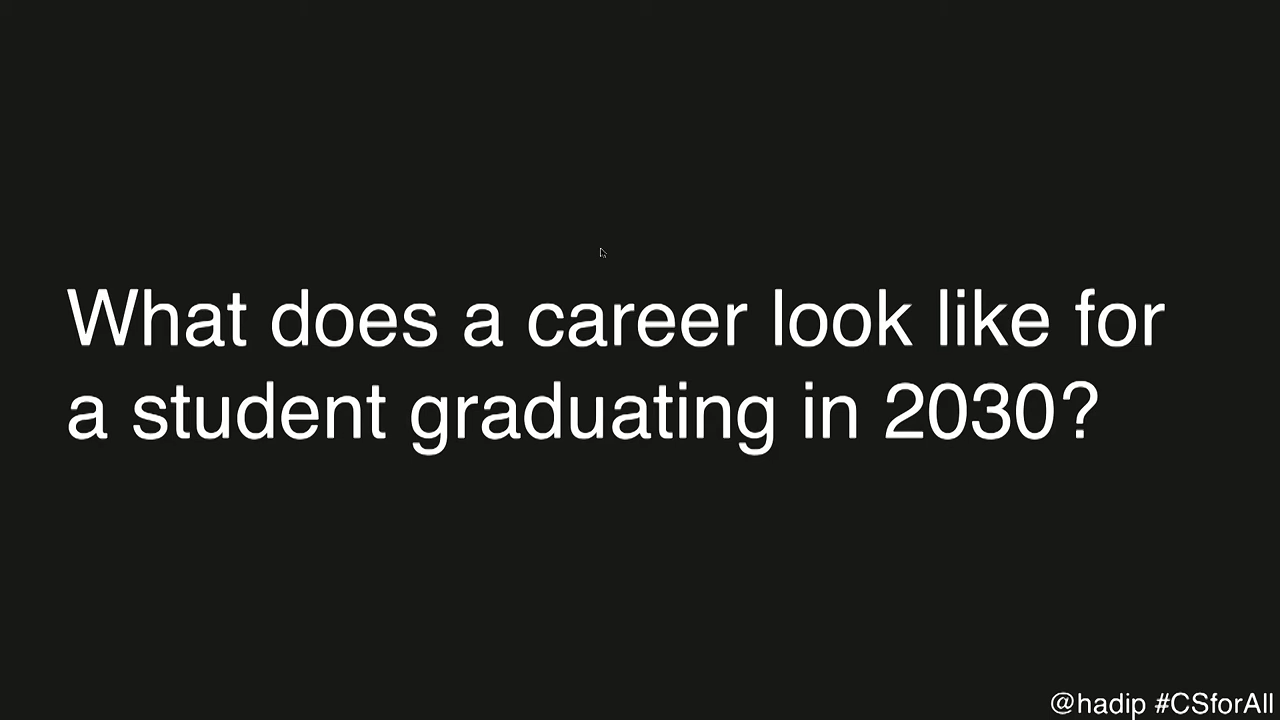 What does a career look like for
a student graduating in 2030?
@hadip #CSforAll